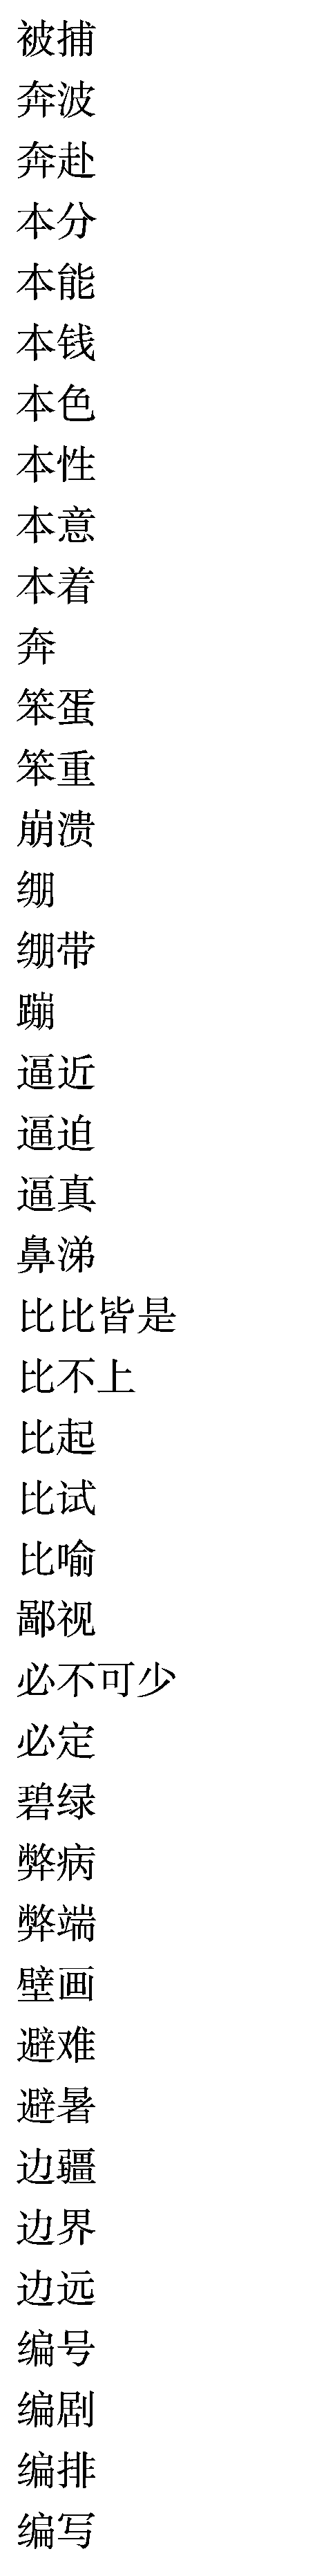 被捕
奔波
奔赴
本分
本能
本钱
本色
本性
本意
本着
奔
笨蛋
笨重
崩溃
绷
绷带
蹦
逼近
逼迫
逼真
鼻涕
比比皆是
比不上
比起
比试
比喻
鄙视
必不可少
必定
碧绿
弊病
弊端
壁画
避难
避暑
边疆
边界
边远
编号
编剧
编排
编写